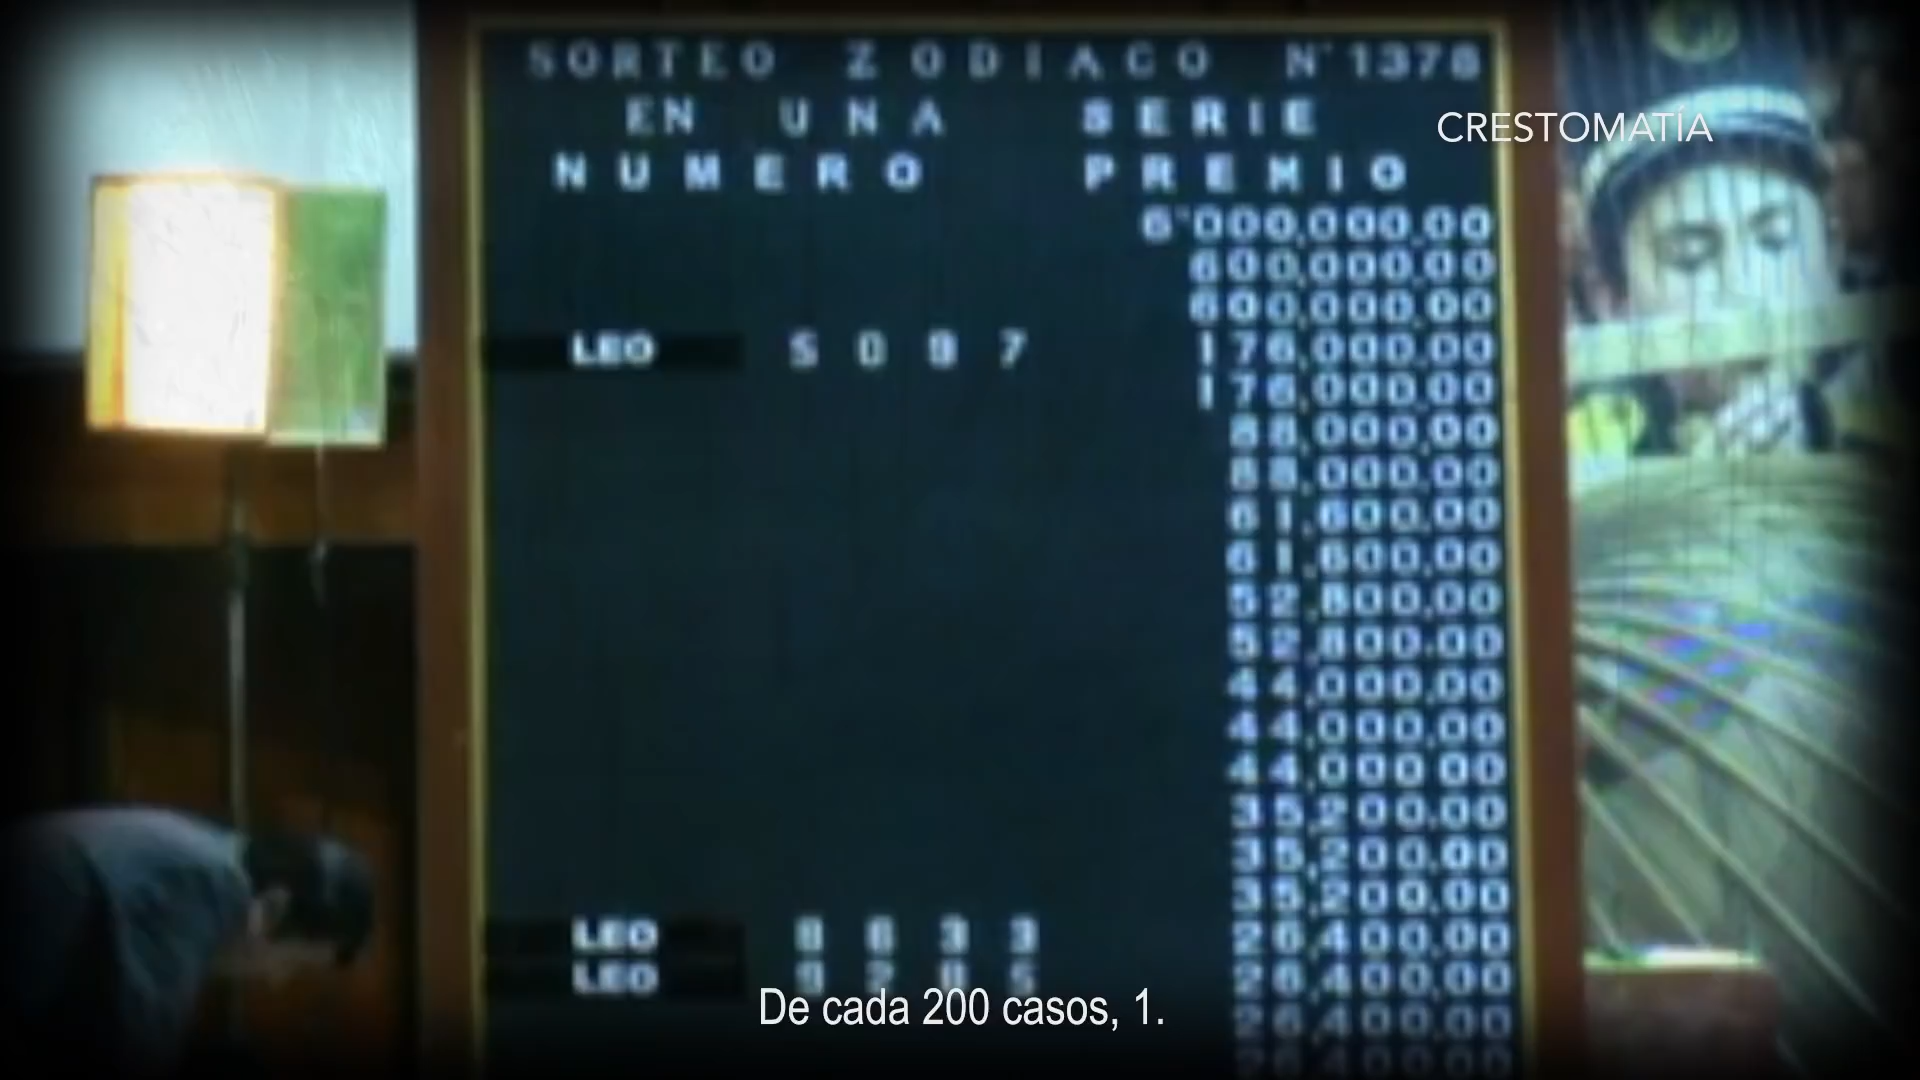 SORTEO ZODIACO N°1378
CRESTOMATÍA
EN UNA SERIE
NUMERO PREMIO
6'000,000.00
600,000.00
600,000.00
LEO 5097 176,000.00
176,000.00
88,000.00
88,000.00
61,600.00
61,600.00
52,800.00
52,800.00
44,000.00
44,000.00
44,000.00
35,200.00
35,200.00
35,200.00
LEO 8633 26,400.00
LEO 26,400.00
26,400.00
26,400.00
De cada 200 casos, 1.